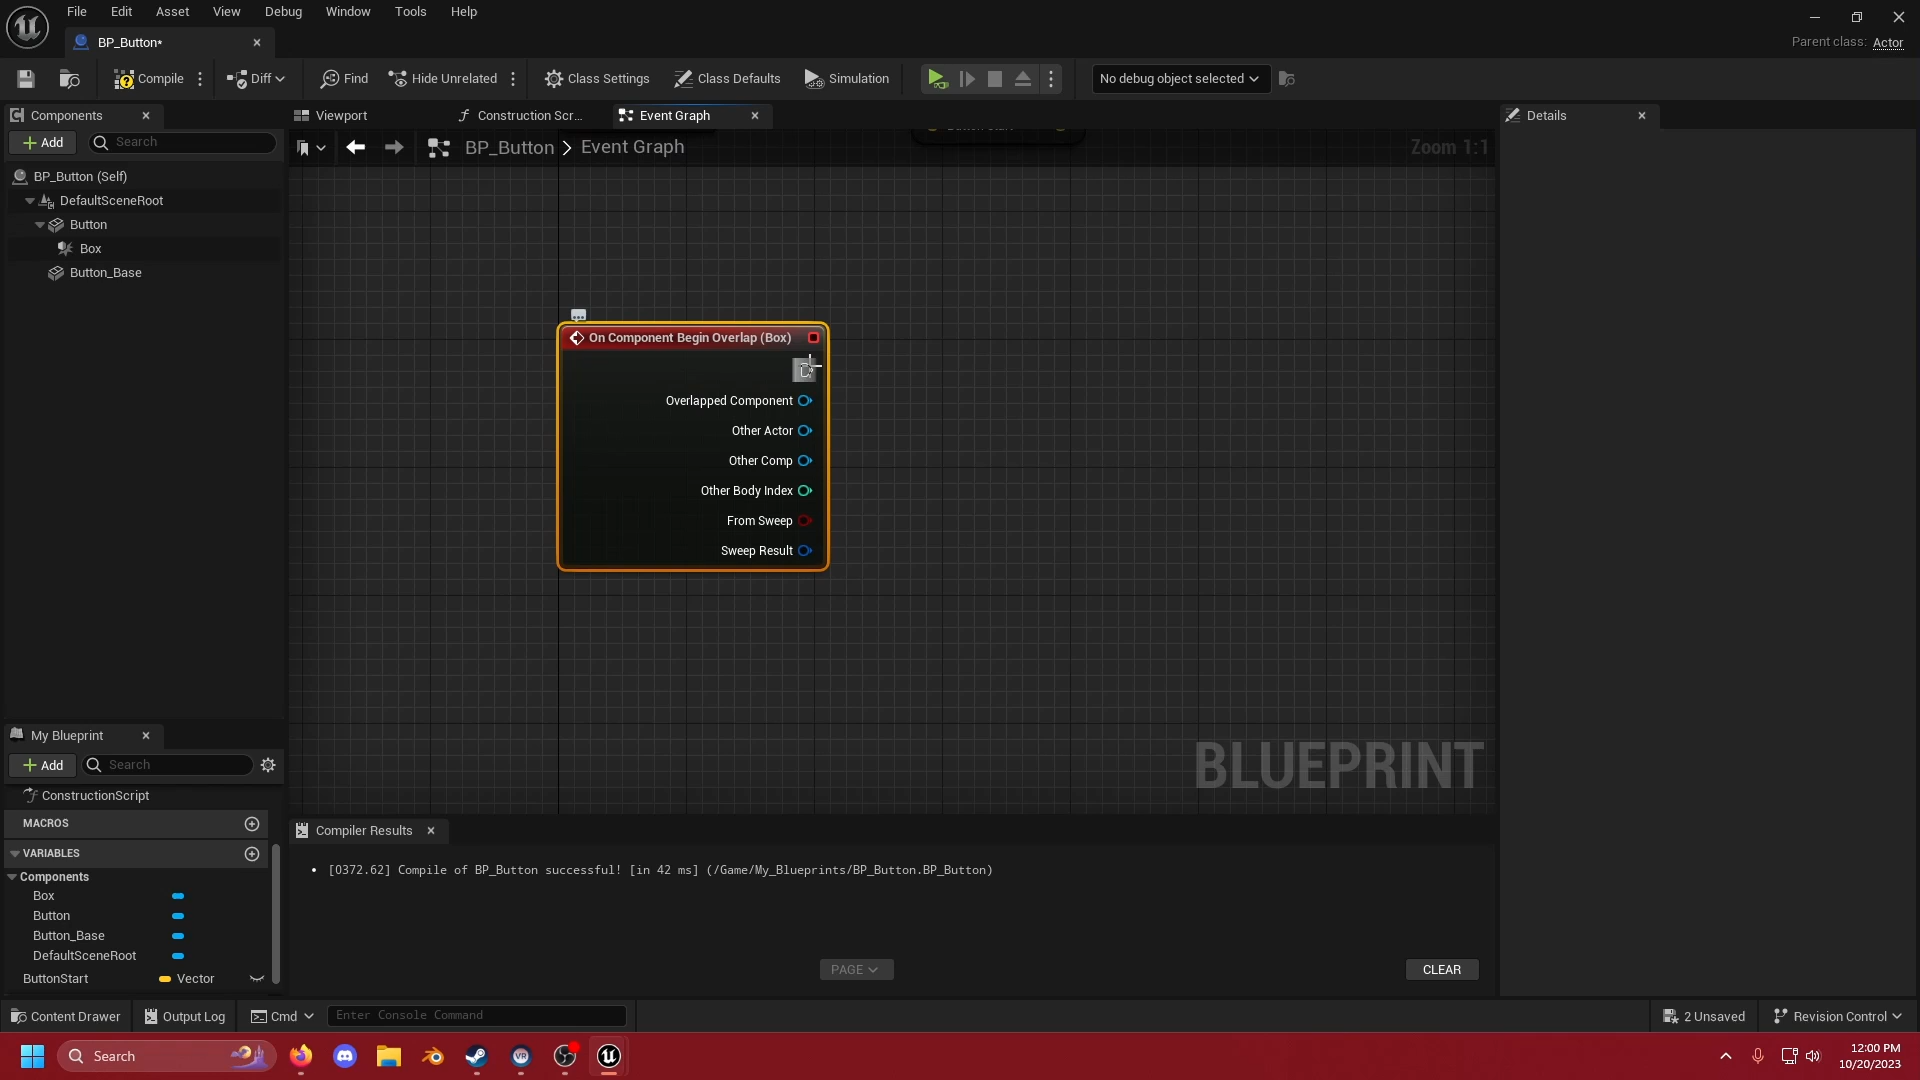 File Edit Asset View Debug Window Tools Help
BP_Button*
Parent class: Actor
Compile Diff Find Hide Unrelated Class Settings Class Defaults Simulation No debug object selected
Components Viewport Construction Scr... Event Graph Details
Add Search
BP_Button > Event Graph
Zoom 1:1
BP_Button (Self)
DefaultSceneRoot
Button
Box
Button_Base
On Component Begin Overlap (Box)
Overlapped Component
Other Actor
Other Comp
Other Body Index
From Sweep
Sweep Result
BLUEPRINT
My Blueprint
Add Search
ConstructionScript
MACROS
VARIABLES
Components
Box
Button
Button_Base
DefaultSceneRoot
ButtonStart Vector
Compiler Results
• [0372.62] Compile of BP_Button successful! [in 42 ms] (/Game/My_Blueprints/BP_Button.BP_Button)
PAGE CLEAR
Content Drawer Output Log Cmd Enter Console Command 2 Unsaved Revision Control
Search
12:00 PM
10/20/2023